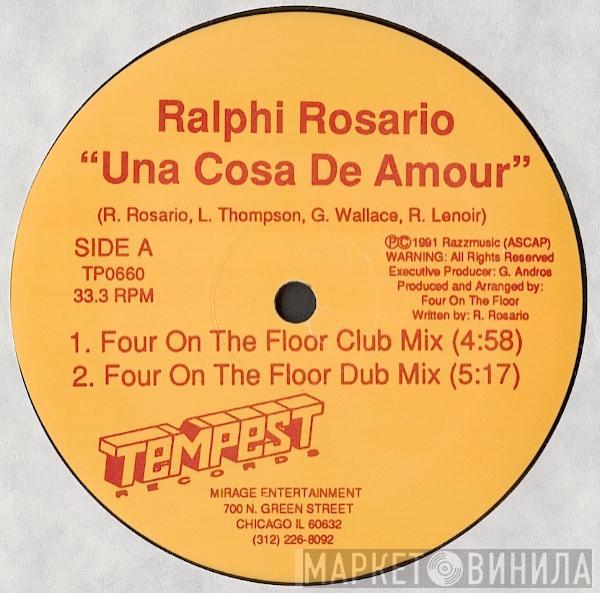 Ralphi Rosario
"Una Cosa De Amour"
(R. Rosario, L. Thompson, G. Wallace, R. Lenoir)
SIDE A
TP0660
33.3 RPM
℗©1991 Razzmusic (ASCAP)
WARNING: All Rights Reserved
Executive Producer: G. Andros
Produced and Arranged by:
Four On The Floor
Written by: R. Rosario
1. Four On The Floor Club Mix (4:58)
2. Four On The Floor Dub Mix (5:17)
TEMPEST
RECORDS
MIRAGE ENTERTAINMENT
700 N. GREEN STREET
CHICAGO IL 60632
(312) 226-8092
МАРКЕТ ВИНИЛА